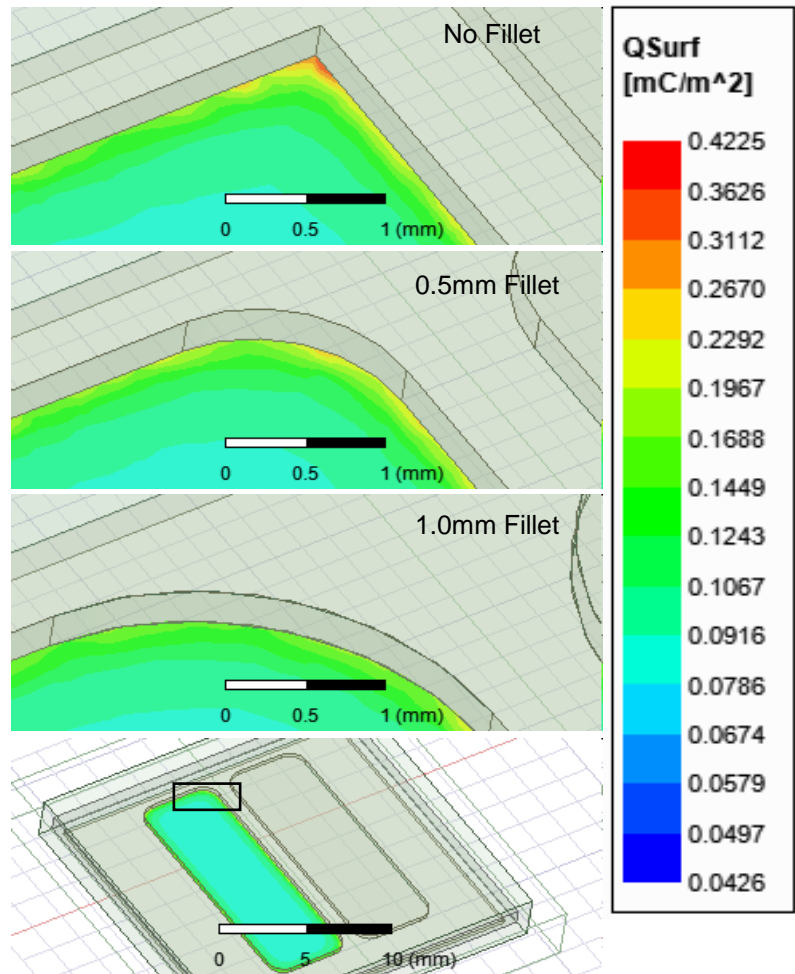 No Fillet
0 0.5 1 (mm)
0.5mm Fillet
0 0.5 1 (mm)
1.0mm Fillet
0 0.5 1 (mm)
0 5 10 (mm)
QSurf
[mC/m^2]
0.4225
0.3626
0.3112
0.2670
0.2292
0.1967
0.1688
0.1449
0.1243
0.1067
0.0916
0.0786
0.0674
0.0579
0.0497
0.0426